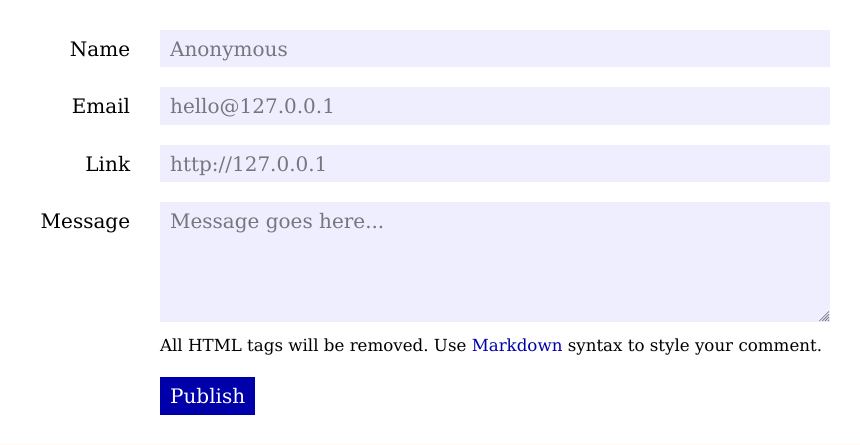 Name Anonymous
Email hello@127.0.0.1
Link http://127.0.0.1
Message Message goes here...
All HTML tags will be removed. Use Markdown syntax to style your comment.
Publish